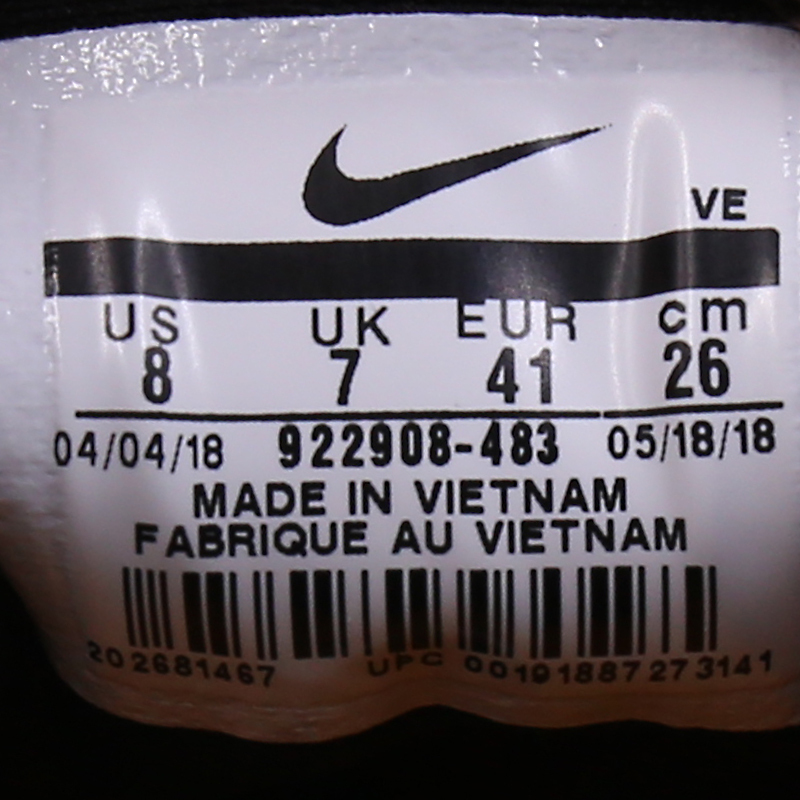 VE
US UK EUR cm
8 7 41 26
04/04/18 922908-483 05/18/18
MADE IN VIETNAM
FABRIQUE AU VIETNAM
202681467 UPC 00191887273141